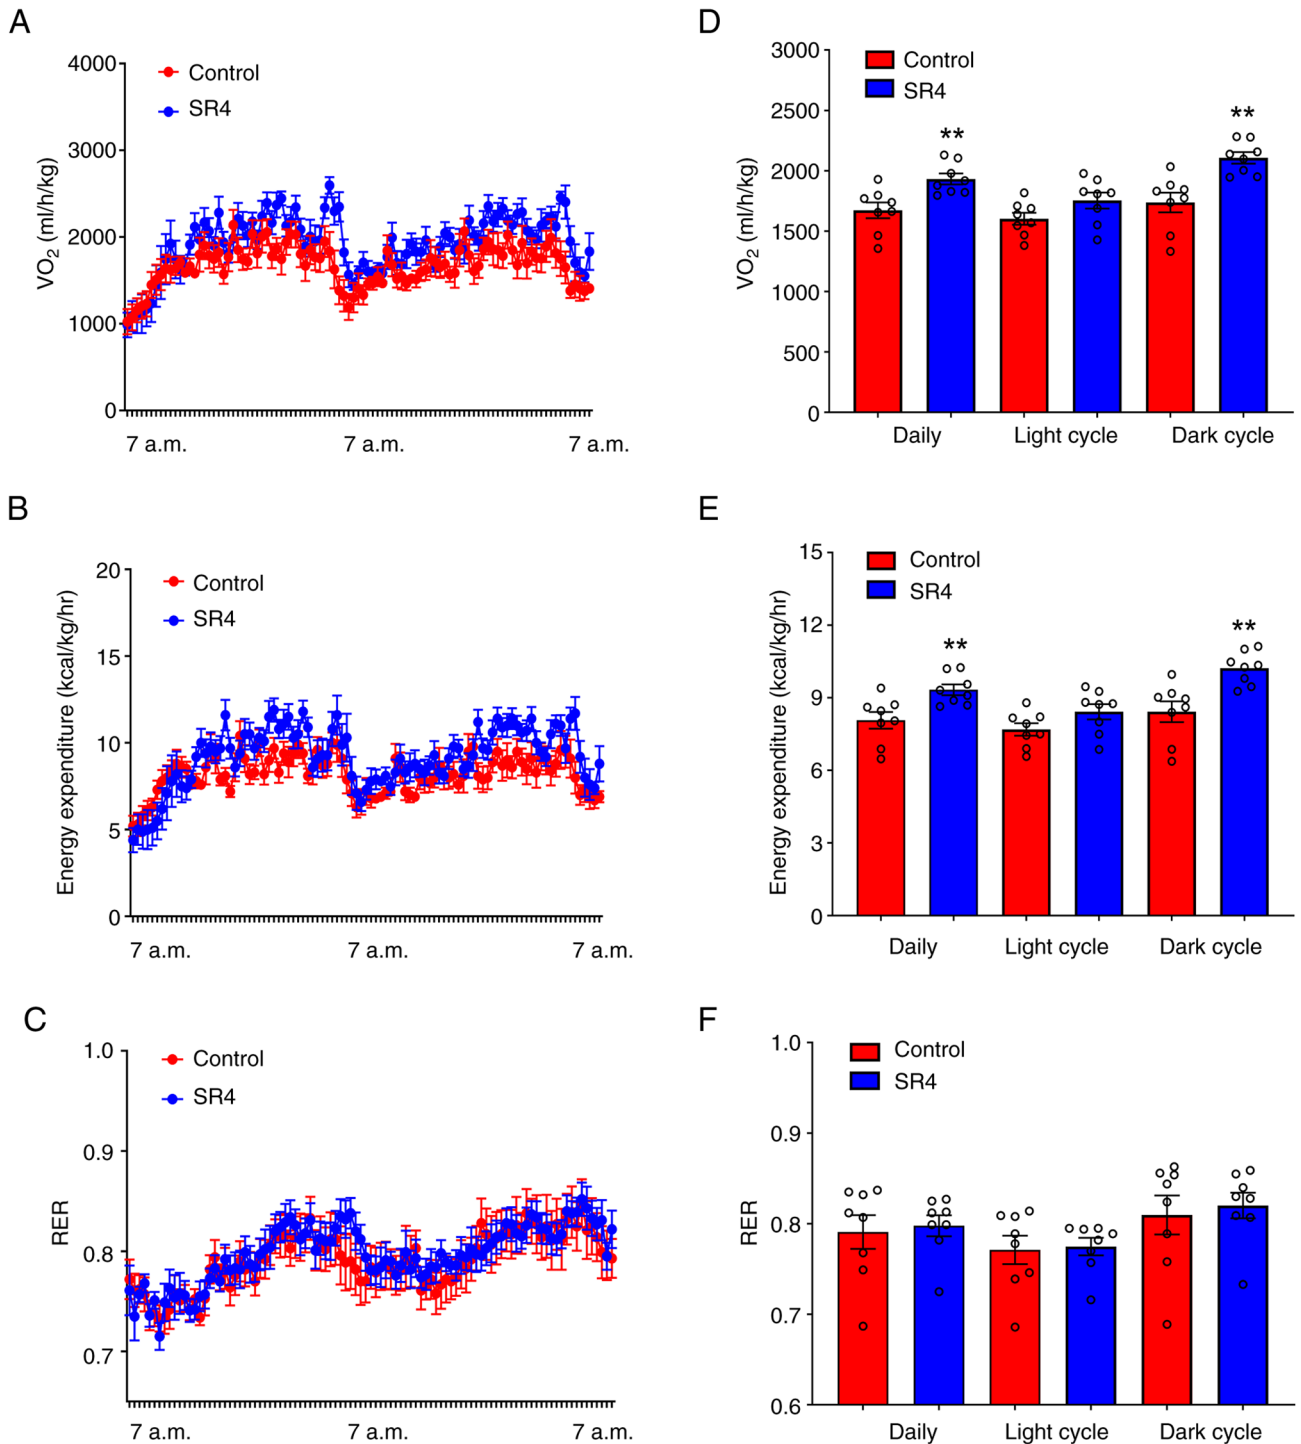 A
4000
3000
2000
1000
0
VO2 (ml/h/kg)
Control
SR4
7 a.m.
7 a.m.
7 a.m.
D
3000
2500
2000
1500
1000
500
0
VO2 (ml/h/kg)
Control
SR4
**
**
Daily
Light cycle
Dark cycle
B
20
15
10
5
0
Energy expenditure (kcal/kg/hr)
Control
SR4
7 a.m.
7 a.m.
7 a.m.
E
15
12
9
6
3
0
Energy expenditure (kcal/kg/hr)
Control
SR4
**
**
Daily
Light cycle
Dark cycle
C
1.0
0.9
0.8
0.7
RER
Control
SR4
7 a.m.
7 a.m.
7 a.m.
F
1.0
0.9
0.8
0.7
0.6
RER
Control
SR4
Daily
Light cycle
Dark cycle